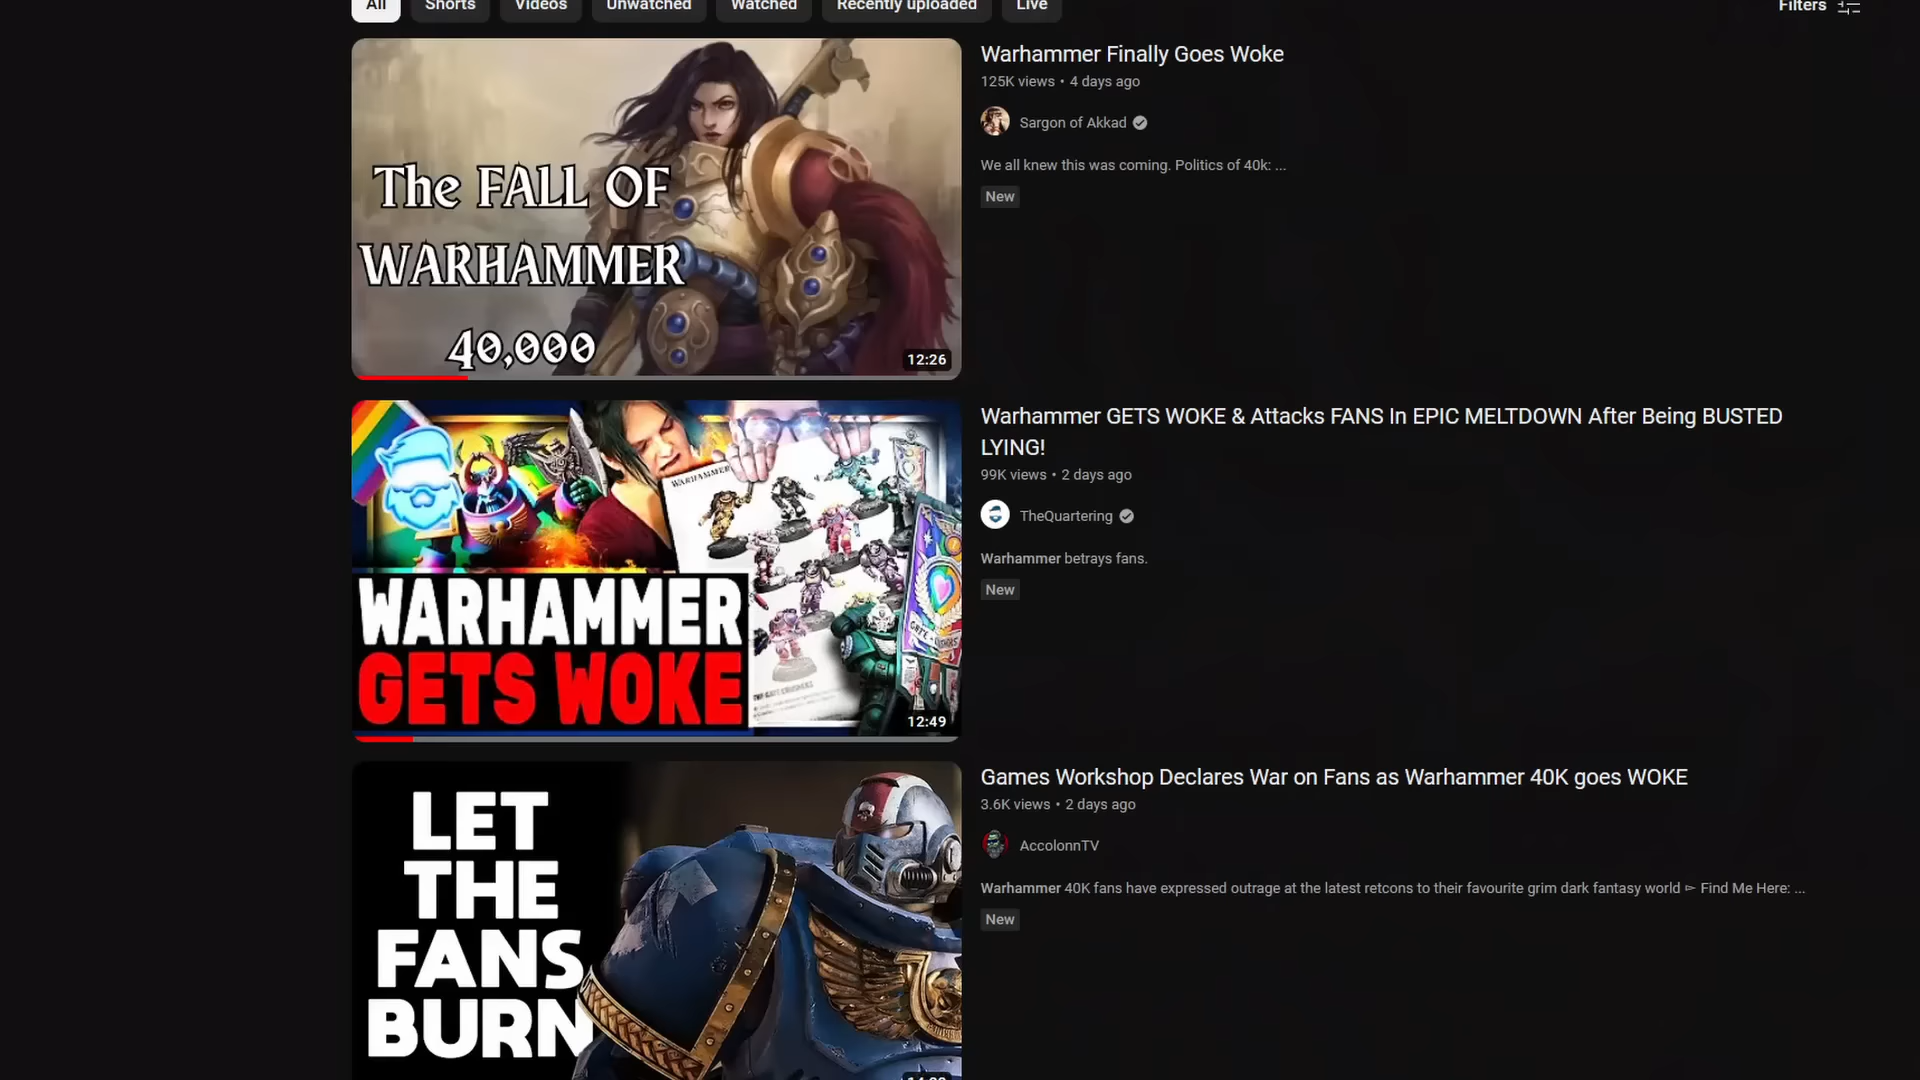 All
Shorts
Videos
Unwatched
Watched
Recently uploaded
Live
Filters
The FALL OF
WARHAMMER
40,000
12:26
Warhammer Finally Goes Woke
125K views • 4 days ago
Sargon of Akkad
We all knew this was coming. Politics of 40k: ...
New
WARHAMMER
WARHAMMER
GETS WOKE
12:49
Warhammer GETS WOKE & Attacks FANS In EPIC MELTDOWN After Being BUSTED
LYING!
99K views • 2 days ago
TheQuartering
Warhammer betrays fans.
New
LET
THE
FANS
BURN
Games Workshop Declares War on Fans as Warhammer 40K goes WOKE
3.6K views • 2 days ago
AccolonnTV
Warhammer 40K fans have expressed outrage at the latest retcons to their favourite grim dark fantasy world ► Find Me Here: ...
New